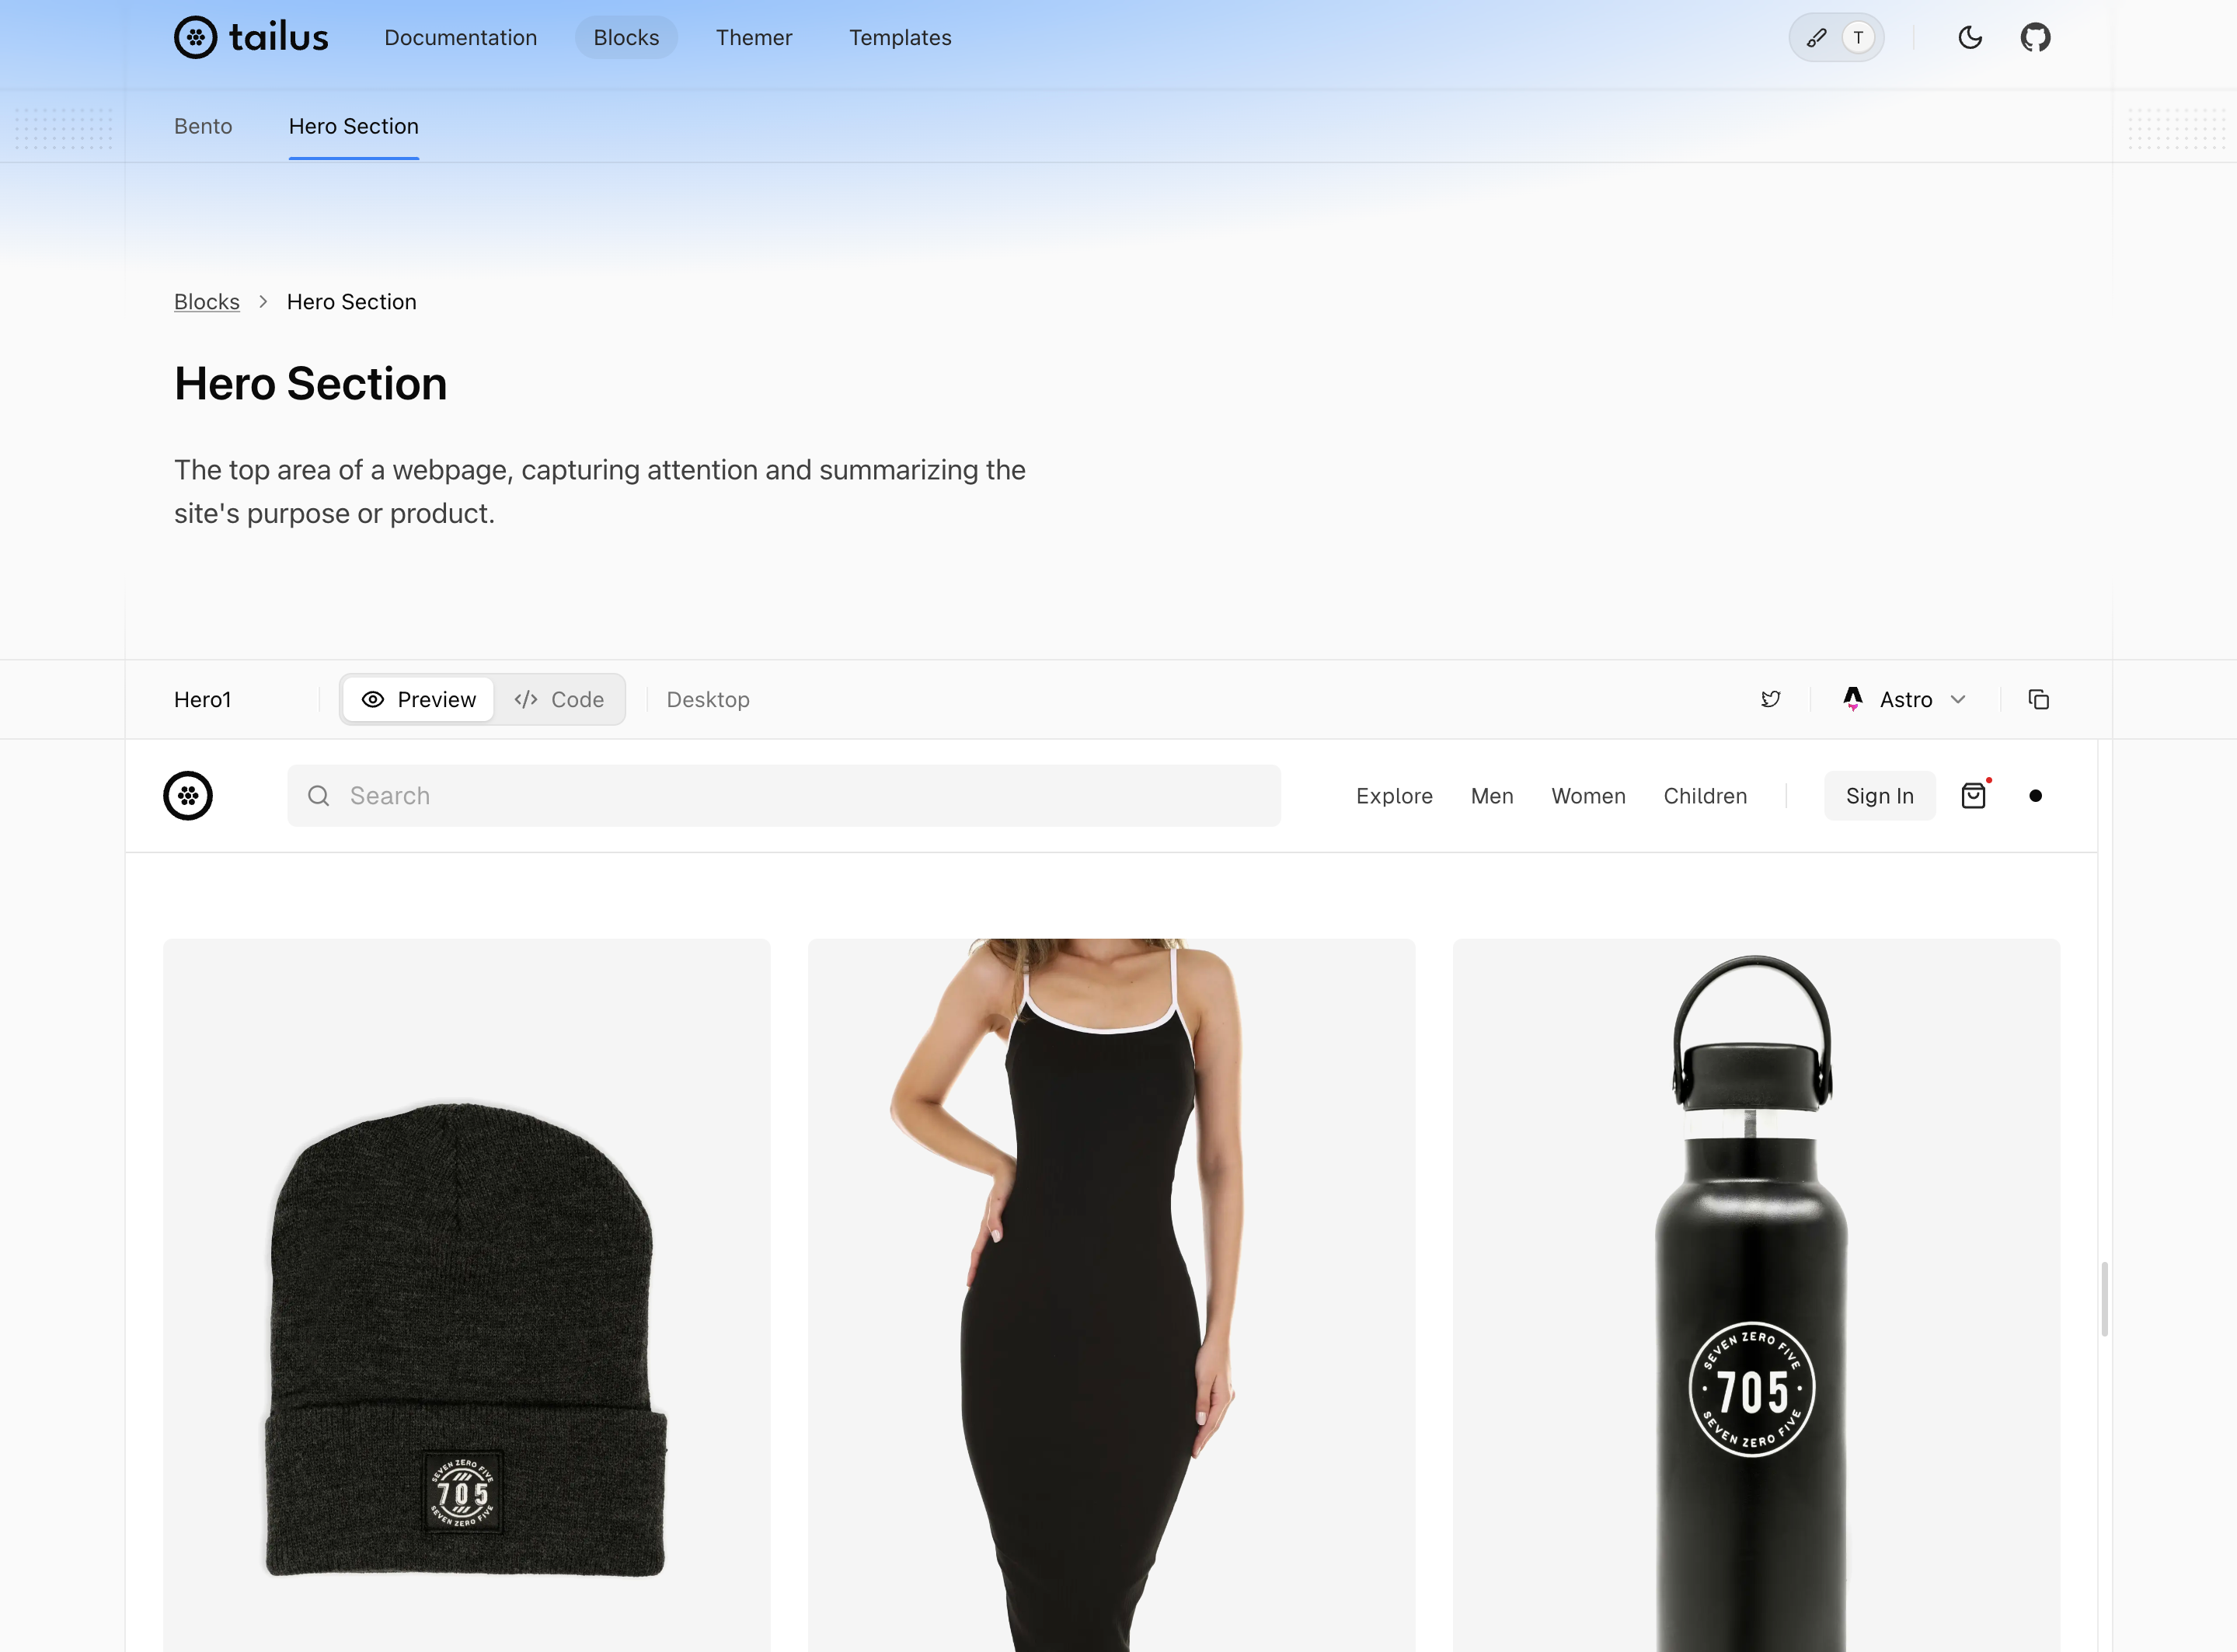 tailus
Documentation
Blocks
Themer
Templates
T
Bento
Hero Section
Blocks
Hero Section
Hero Section
The top area of a webpage, capturing attention and summarizing the
site's purpose or product.
Hero1
Preview
Code
Desktop
Astro
Search
Explore
Men
Women
Children
Sign In
SEVEN ZERO FIVE
705
SEVEN ZERO FIVE
SEVEN ZERO FIVE
705
SEVEN ZERO FIVE